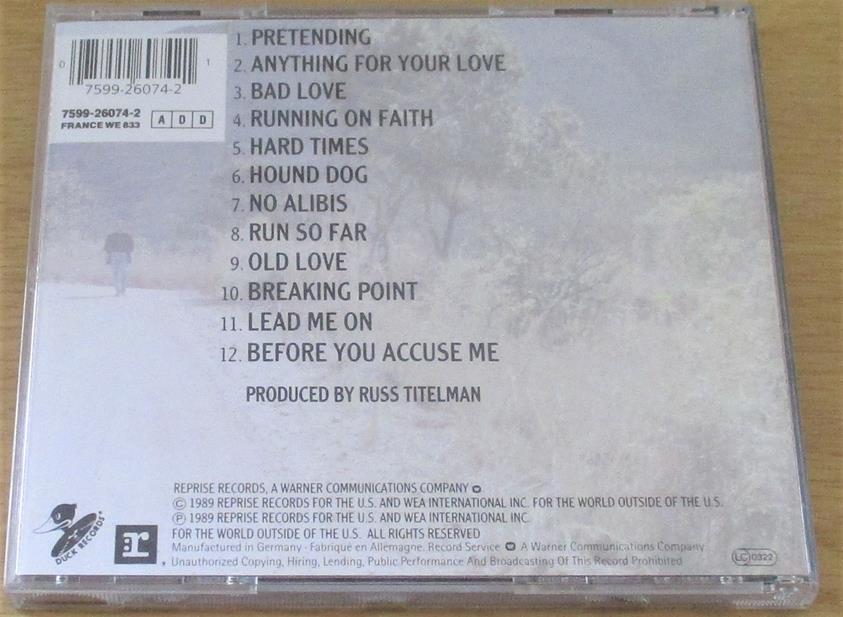 0
1
7599-26074-2
7599-26074-2
FRANCE WE 833
A D D
1. PRETENDING
2. ANYTHING FOR YOUR LOVE
3. BAD LOVE
4. RUNNING ON FAITH
5. HARD TIMES
6. HOUND DOG
7. NO ALIBIS
8. RUN SO FAR
9. OLD LOVE
10. BREAKING POINT
11. LEAD ME ON
12. BEFORE YOU ACCUSE ME
PRODUCED BY RUSS TITELMAN
REPRISE RECORDS, A WARNER COMMUNICATIONS COMPANY
© 1989 REPRISE RECORDS FOR THE U.S. AND WEA INTERNATIONAL INC. FOR THE WORLD OUTSIDE OF THE U.S.
℗ 1989 REPRISE RECORDS FOR THE U.S. AND WEA INTERNATIONAL INC.
FOR THE WORLD OUTSIDE OF THE U.S. ALL RIGHTS RESERVED
Manufactured in Germany · Fabriqué en Allemagne. Record Service A Warner Communications Company
Unauthorized Copying, Hiring, Lending, Public Performance And Broadcasting Of This Record Prohibited
DUCK RECORDS
r
LC 0322